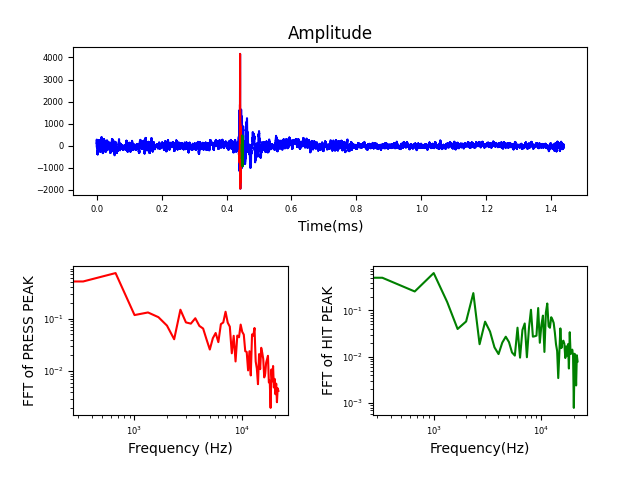 Amplitude
4000
3000
2000
1000
0
−1000
−2000
0.0 0.2 0.4 0.6 0.8 1.0 1.2 1.4
Time(ms)
FFT of PRESS PEAK
10⁻¹
10⁻²
10³ 10⁴
Frequency (Hz)
FFT of HIT PEAK
10⁻¹
10⁻²
10⁻³
10³ 10⁴
Frequency(Hz)